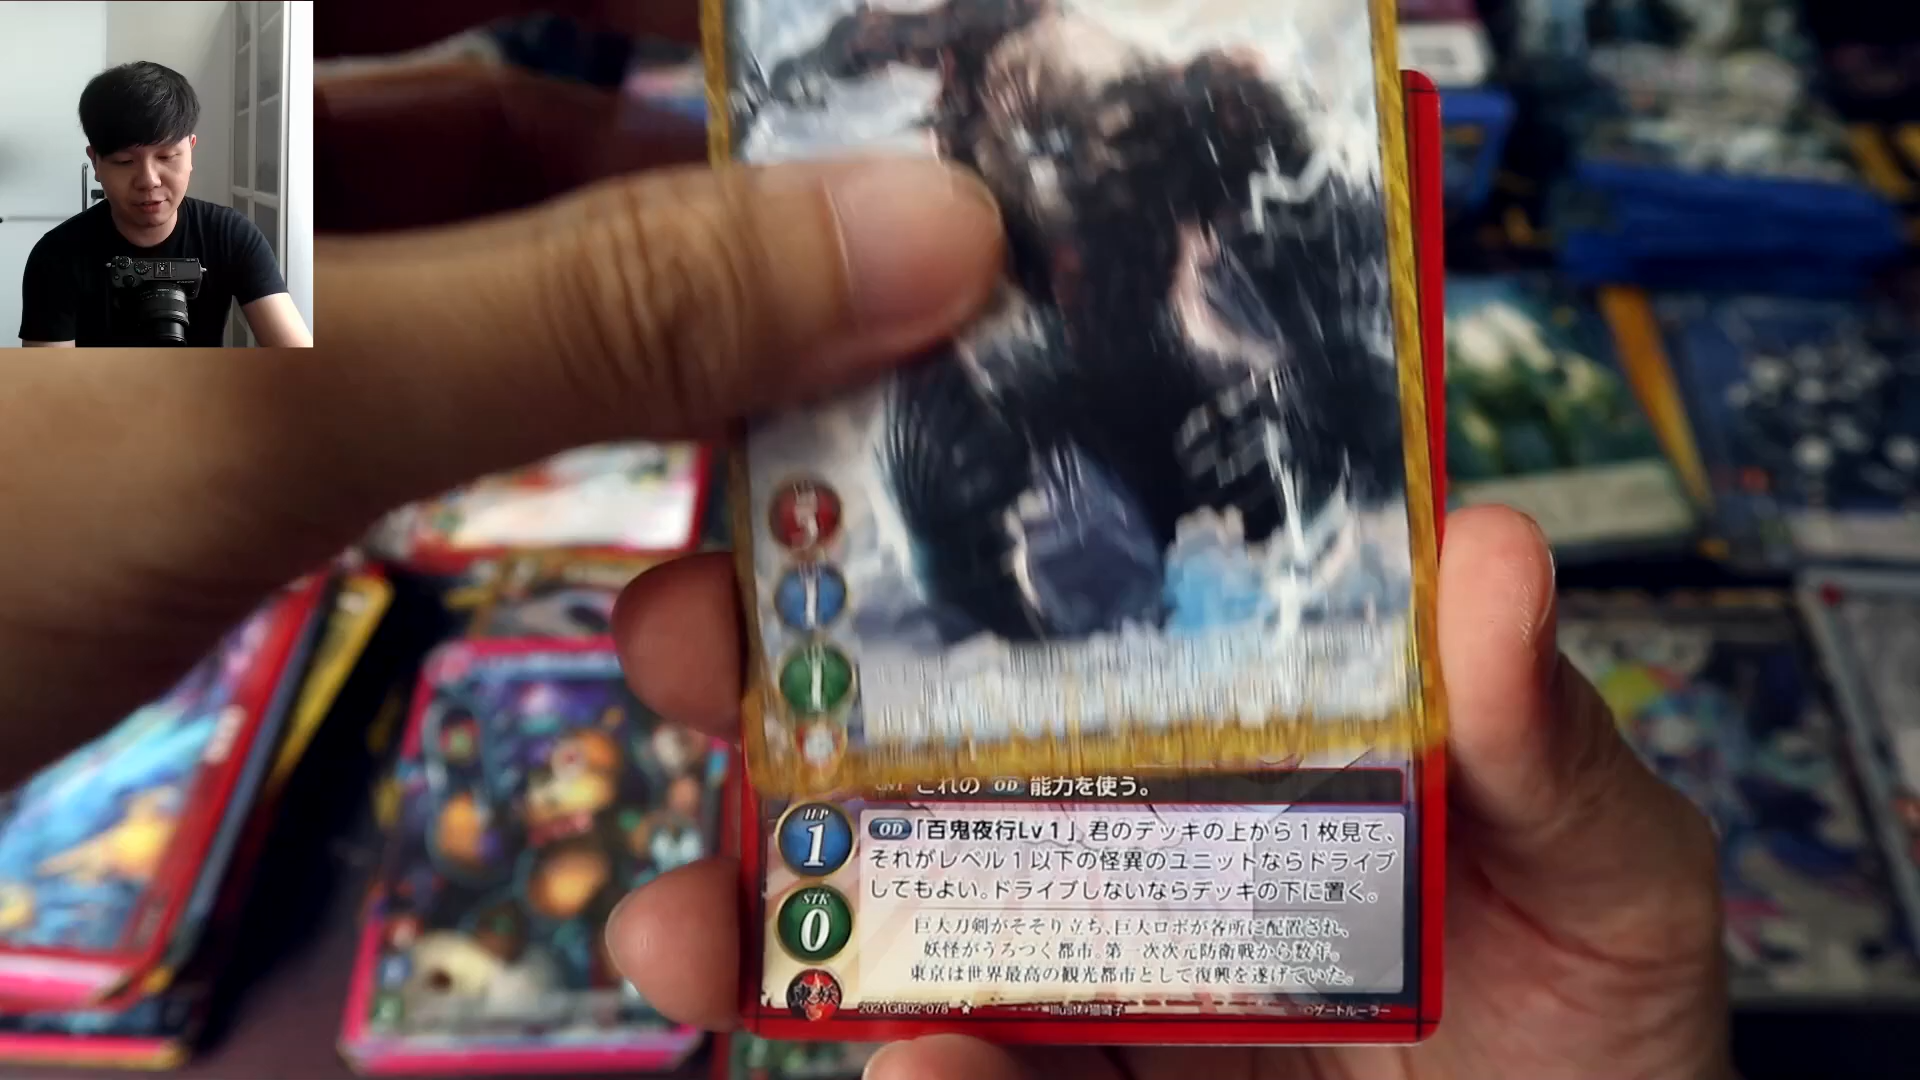 5
1
1
これの OD 能力を使う。
HP
1
OD「百鬼夜行Lv1」君のデッキの上から1枚見て、
それがレベル1以下の怪異のユニットならドライブ
してもよい。ドライブしないならデッキの下に置く。
STK
0
巨大刀剣がそそり立ち、巨大ロボが各所に配置され、
妖怪がうろつく都市。第一次次元防衛戦から数年。
東京は世界最高の観光都市として復興を遂げていた。
東妖
2021GB02-078
ゲートルーラー